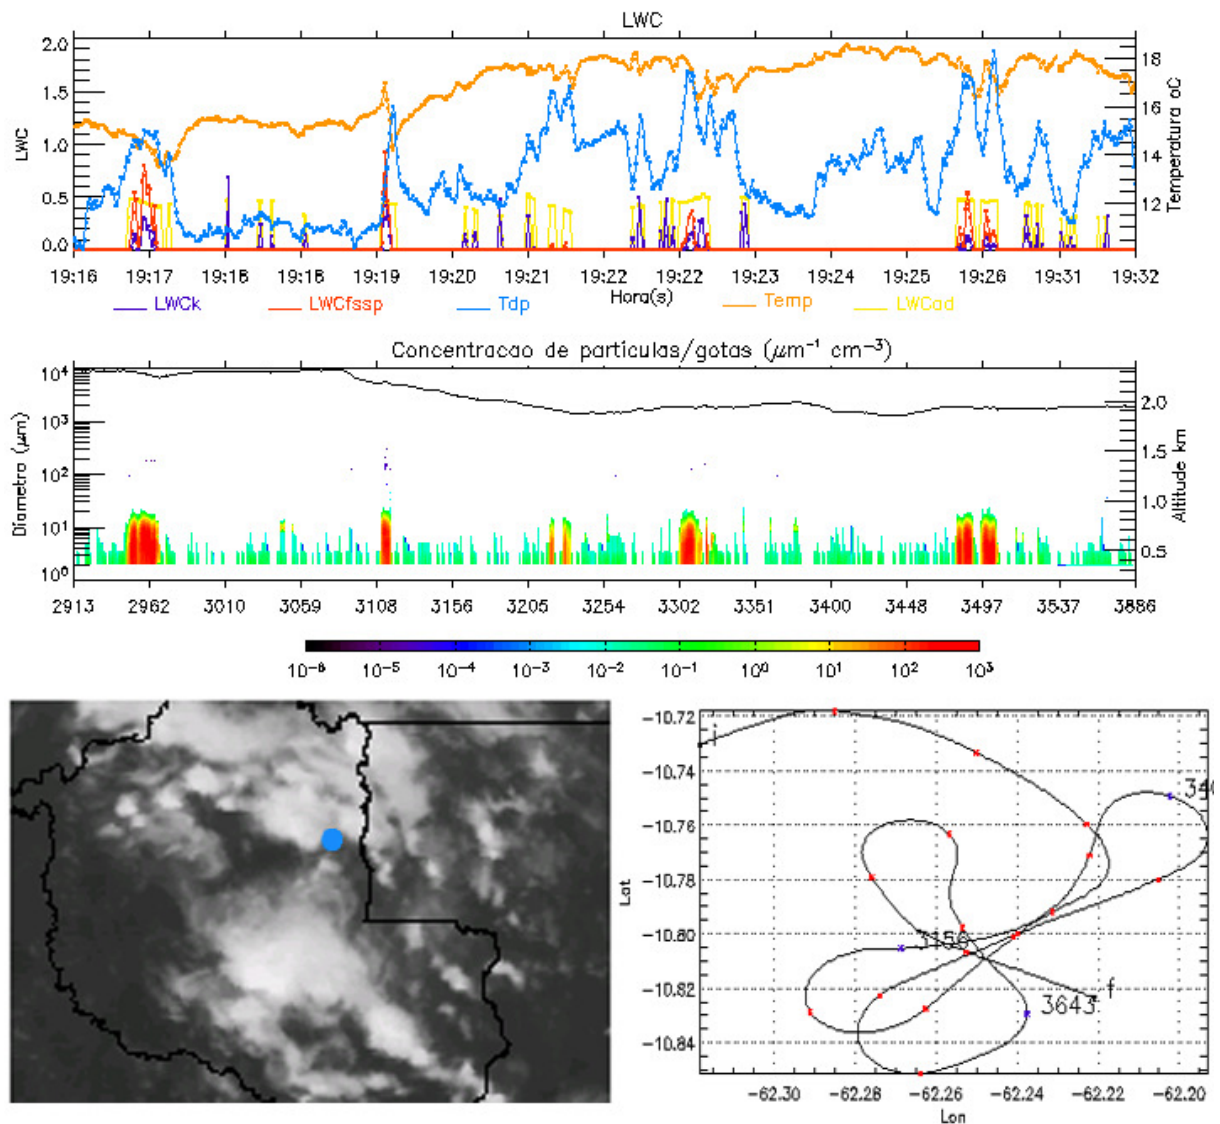 LWC
2.0
1.5
1.0
0.5
0.0
LWC
18
16
14
12
Temperatura oC
19:16 19:17 19:18 19:18 19:19 19:20 19:21 19:22 19:22 19:23 19:24 19:25 19:26 19:31 19:32
Hora(s)
LWCk LWCfssp Tdp Temp LWCad
Concentracao de particulas/gotas (μm⁻¹ cm⁻³)
10⁴
10³
10²
10¹
10⁰
Diametro (μm)
2.0
1.5
1.0
0.5
Altitude km
2913 2962 3010 3059 3108 3156 3205 3254 3302 3351 3400 3448 3497 3537 3886
10⁻⁶ 10⁻⁵ 10⁻⁴ 10⁻³ 10⁻² 10⁻¹ 10⁰ 10¹ 10² 10³
-10.72
-10.74
-10.76
-10.78
-10.80
-10.82
-10.84
Lat
i
3156
3643
f
-62.30 -62.26 -62.24 -62.22 -62.20
Lon